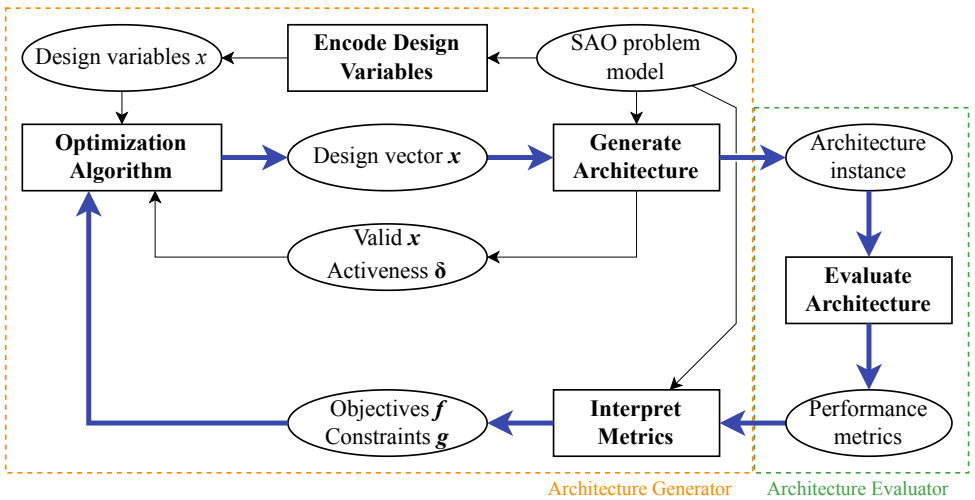 Design variables x
Encode Design
Variables
SAO problem
model
Optimization
Algorithm
Design vector x
Generate
Architecture
Architecture
instance
Valid x
Activeness δ
Evaluate
Architecture
Objectives f
Constraints g
Interpret
Metrics
Performance
metrics
Architecture Generator
Architecture Evaluator